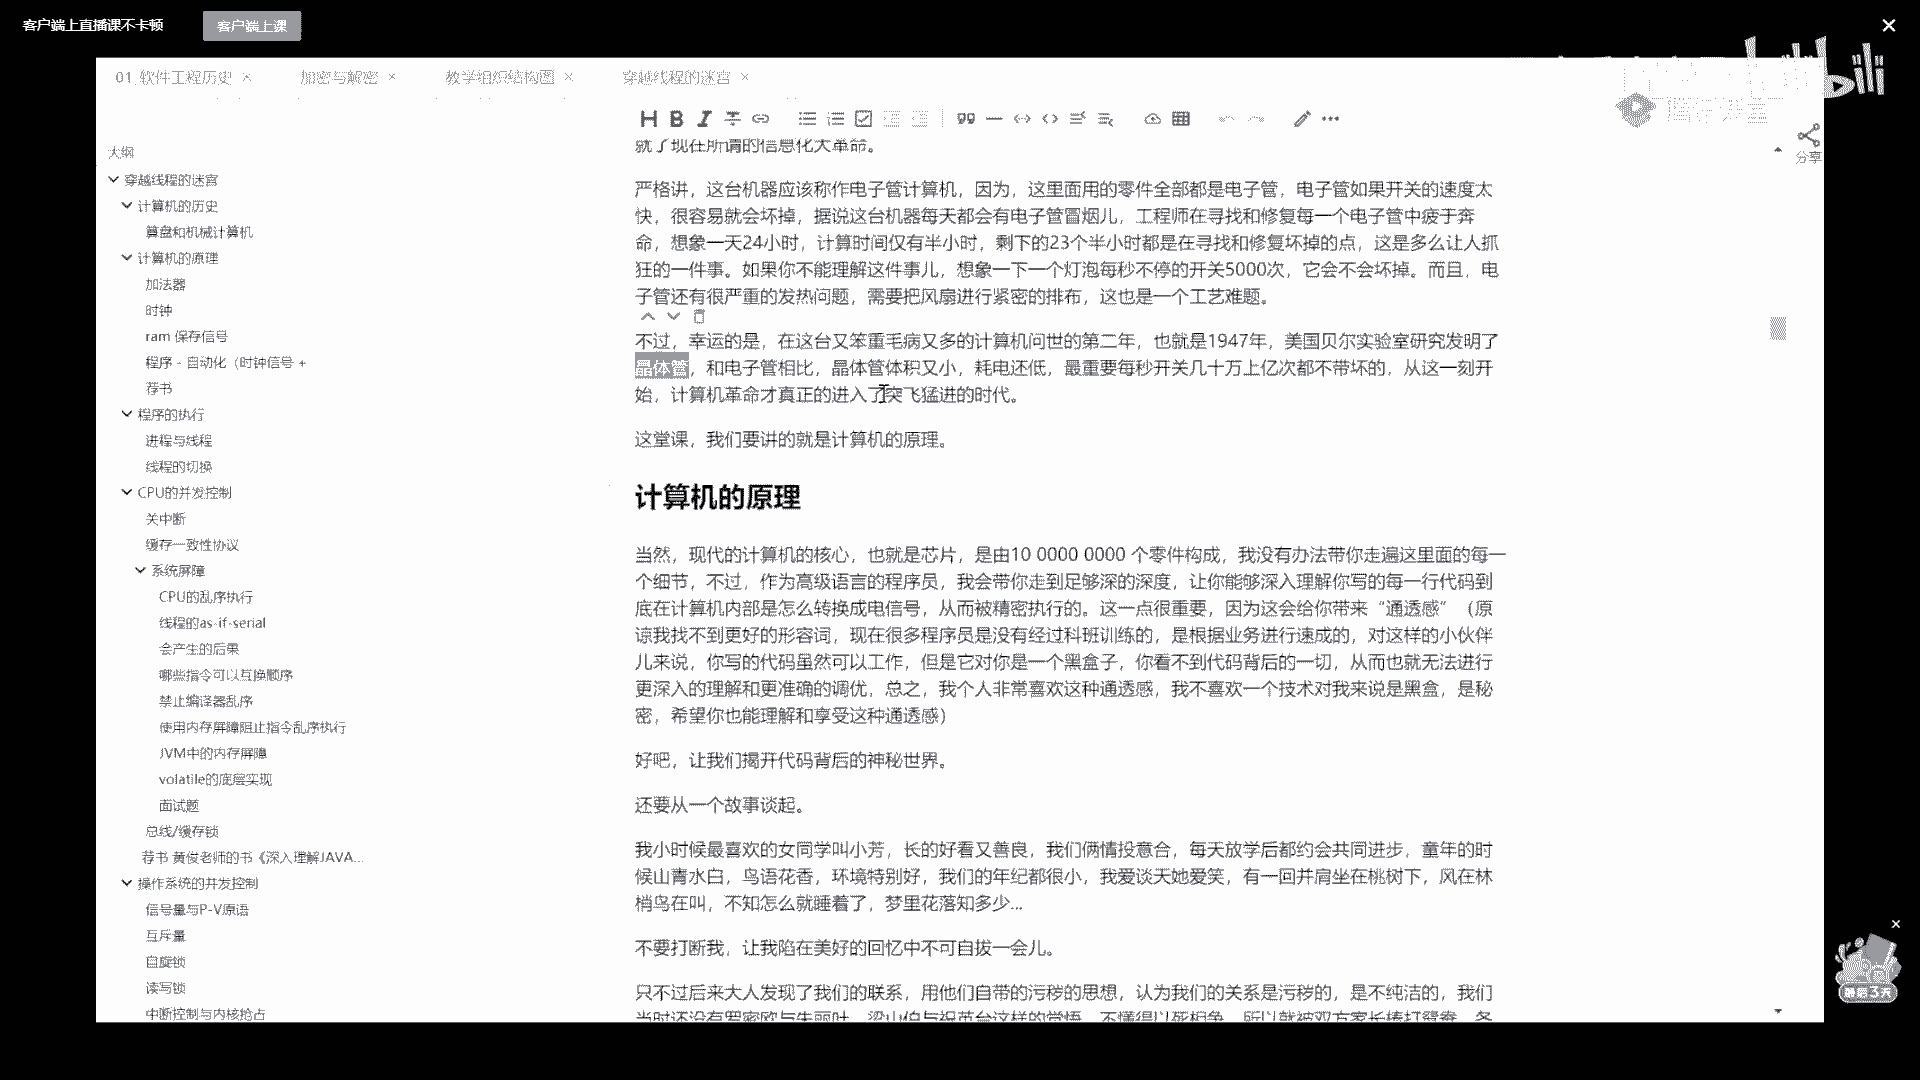 客户端上直播课不卡顿
客户端上课
bilibili
01_软件工程历史
加密与解密
教学组织结构图
穿越线程的迷宫
腾讯课堂
分享
大纲
穿越线程的迷宫
计算机的历史
算盘和机械计算机
计算机的原理
加法器
时钟
ram 保存信号
程序 - 自动化（时钟信号 +
荐书
程序的执行
进程与线程
线程的切换
CPU的并发控制
关中断
缓存一致性协议
系统屏障
CPU的乱序执行
线程的as-if-serial
会产生的后果
哪些指令可以互换顺序
禁止编译器乱序
使用内存屏障阻止指令乱序执行
JVM中的内存屏障
volatile的底层实现
面试题
总线/缓存锁
荐书 黄俊老师的书《深入理解JAVA...
操作系统的并发控制
信号量与P-V原语
互斥量
自旋锁
读写锁
中断控制与内核抢占
就了现在所谓的信息化大革命。
严格讲，这台机器应该称作电子管计算机，因为，这里面用的零件全部都是电子管，电子管如果开关的速度太
快，很容易就会坏掉，据说这台机器每天都会有电子管冒烟儿，工程师在寻找和修复每一个电子管中疲于奔
命，想象一天24小时，计算时间仅有半小时，剩下的23个半小时都是在寻找和修复坏掉的点，这是多么让人抓
狂的一件事。如果你不能理解这件事儿，想象一下一个灯泡每秒不停的开关5000次，它会不会坏掉。而且，电
子管还有很严重的发热问题，需要把风扇进行紧密的排布，这也是一个工艺难题。
不过，幸运的是，在这台又笨重毛病又多的计算机问世的第二年，也就是1947年，美国贝尔实验室研究发明了
晶体管，和电子管相比，晶体管体积又小，耗电还低，最重要每秒开关几十万上亿次都不带坏的，从这一刻开
始，计算机革命才真正的进入了突飞猛进的时代。
这堂课，我们要讲的就是计算机的原理。
计算机的原理
当然，现代的计算机的核心，也就是芯片，是由10 0000 0000 个零件构成，我没有办法带你走遍这里面的每一
个细节，不过，作为高级语言的程序员，我会带你走到足够深的深度，让你能够深入理解你写的每一行代码到
底在计算机内部是怎么转换成电信号，从而被精密执行的。这一点很重要，因为这会给你带来“通透感”（原
谅我找不到更好的形容词，现在很多程序员是没有经过科班训练的，是根据业务进行速成的，对这样的小伙伴
儿来说，你写的代码虽然可以工作，但是它对你是一个黑盒子，你看不到代码背后的一切，从而也就无法进行
更深入的理解和更准确的调优，总之，我个人非常喜欢这种通透感，我不喜欢一个技术对我来说是黑盒，是秘
密，希望你也能理解和享受这种通透感）
好吧，让我们揭开代码背后的神秘世界。
还要从一个故事谈起。
我小时候最喜欢的女同学叫小芳，长的好看又善良，我们俩情投意合，每天放学后都约会共同进步，童年的时
候山青水白，鸟语花香，环境特别好，我们的年纪都很小，我爱谈天她爱笑，有一回并肩坐在桃树下，风在林
梢鸟在叫，不知怎么就睡着了，梦里花落知多少...
不要打断我，让我陷在美好的回忆中不可自拔一会儿。
只不过后来大人发现了我们的联系，用他们自带的污秽的思想，认为我们的关系是污秽的，是不纯洁的，我们
当时还没有罗密欧与朱丽叶，梁山伯与祝英台这样的觉悟，不懂得以死相争，所以就被双方家长棒打鸳鸯，各
最后3天